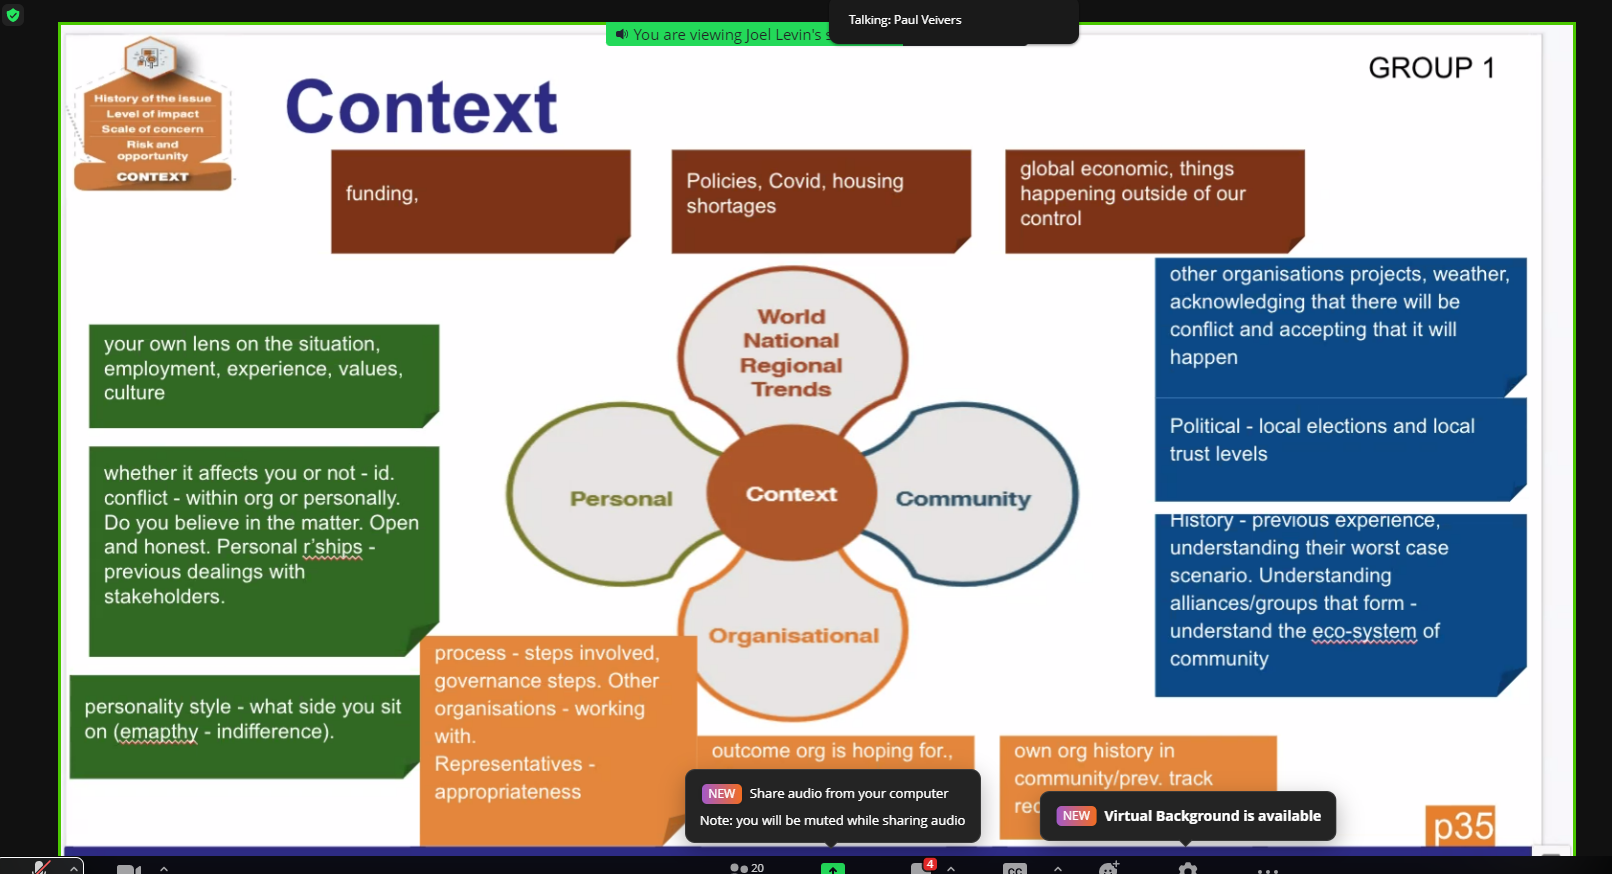 Talking: Paul Veivers
You are viewing Joel Levin's
GROUP 1
History of the issue
Level of impact
Scale of concern
Risk and
opportunity
CONTEXT
Context
funding,
Policies, Covid, housing
shortages
global economic, things
happening outside of our
control
other organisations projects, weather,
acknowledging that there will be
conflict and accepting that it will
happen
Political - local elections and local
trust levels
History - previous experience,
understanding their worst case
scenario. Understanding
alliances/groups that form -
understand the eco-system of
community
your own lens on the situation,
employment, experience, values,
culture
whether it affects you or not - id.
conflict - within org or personally.
Do you believe in the matter. Open
and honest. Personal r'ships -
previous dealings with
stakeholders.
personality style - what side you sit
on (emapthy - indifference).
World
National
Regional
Trends
Personal
Context
Community
Organisational
process - steps involved,
governance steps. Other
organisations - working
with.
Representatives -
appropriateness
outcome org is hoping for.,
own org history in
community/prev. track
p35
NEW Share audio from your computer
Note: you will be muted while sharing audio
NEW Virtual Background is available
20
4
CC